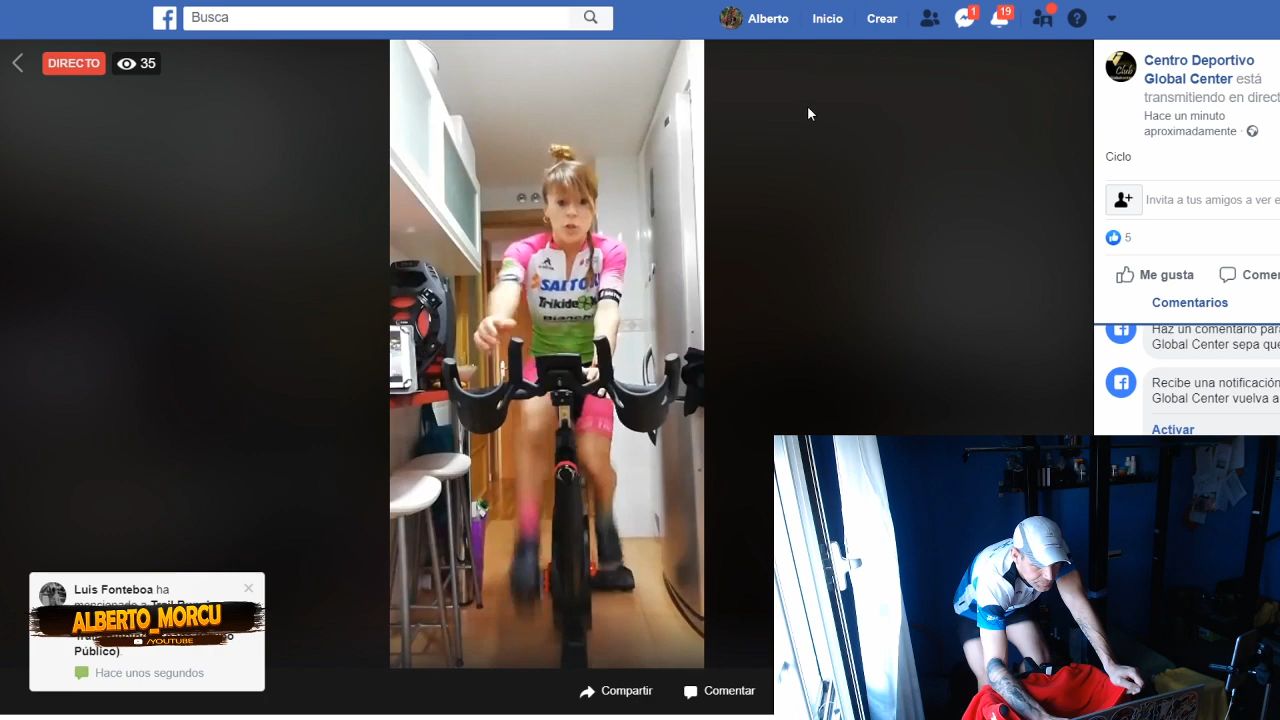 Busca
Alberto
Inicio
Crear
1
19
DIRECTO
35
Centro Deportivo
Global Center está
transmitiendo en direct
Hace un minuto
aproximadamente
Ciclo
Invita a tus amigos a ver e
5
Me gusta
Comen
Comentarios
Haz un comentario para
Global Center sepa que
Recibe una notificación
Global Center vuelva a
Activar
SALTO
Trikide
Bianchi
Luis Fonteboa ha
ALBERTO_MORCU
/YOUTUBE
Público)
Hace unos segundos
Compartir
Comentar